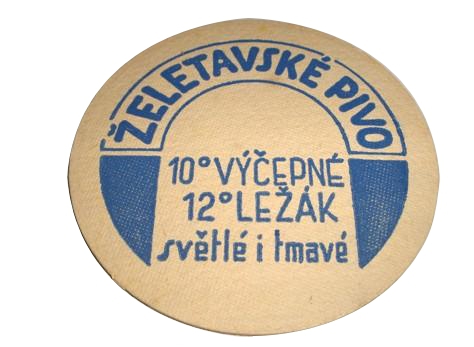 ŽELETAVSKÉ PIVO
10° VÝČEPNÉ
12° LEŽÁK
světlé i tmavé